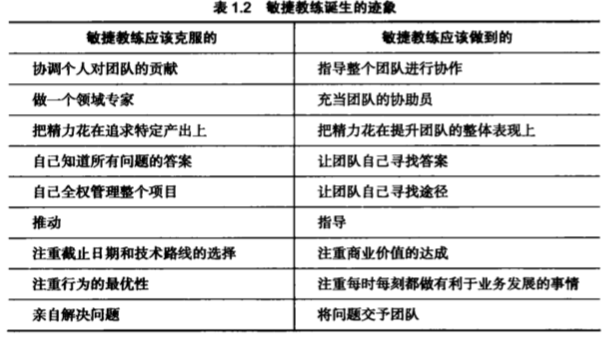 表 1.2 敏捷教练诞生的迹象
敏捷教练应该克服的 敏捷教练应该做到的
协调个人对团队的贡献 指导整个团队进行协作
做一个领域专家 充当团队的协助员
把精力花在追求特定产出上 把精力花在提升团队的整体表现上
自己知道所有问题的答案 让团队自己寻找答案
自己全权管理整个项目 让团队自己寻找途径
推动 指导
注重截止日期和技术路线的选择 注重商业价值的达成
注重行为的最优性 注重每时每刻都做有利于业务发展的事情
亲自解决问题 将问题交予团队